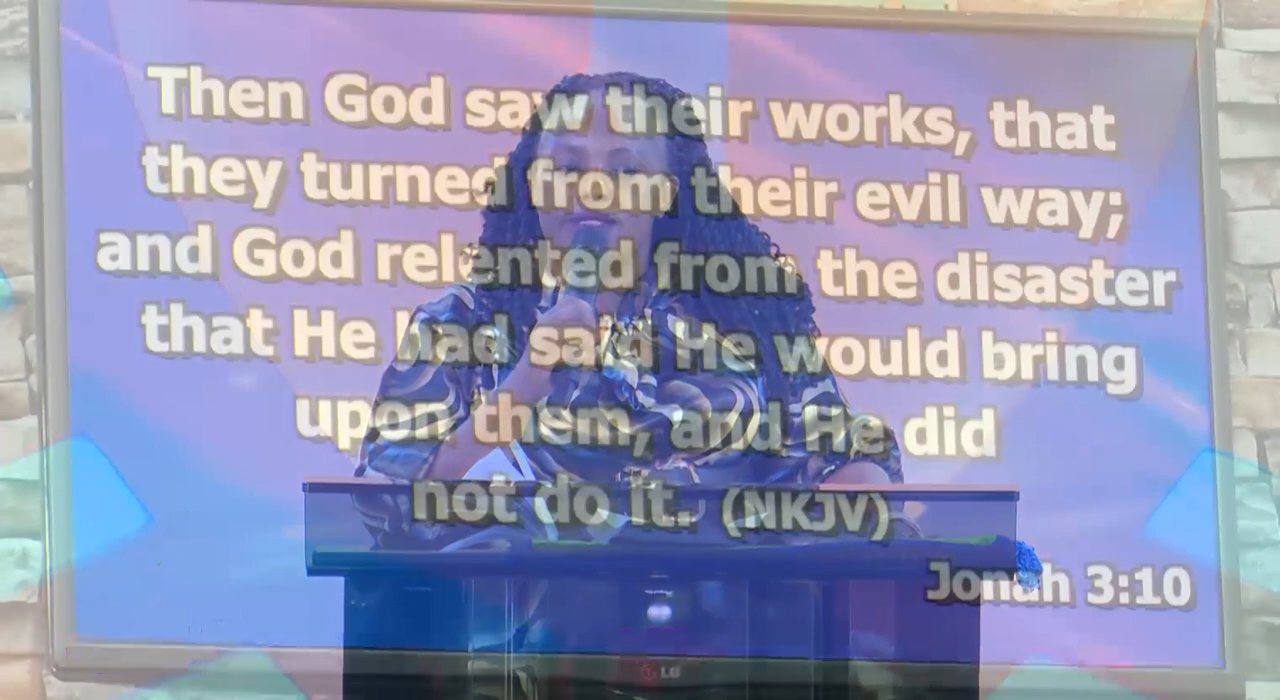 Then God saw their works, that
they turned from their evil way;
and God relented from the disaster
that He had said He would bring
upon them, and He did
not do it. (NKJV)
Jonah 3:10
LG